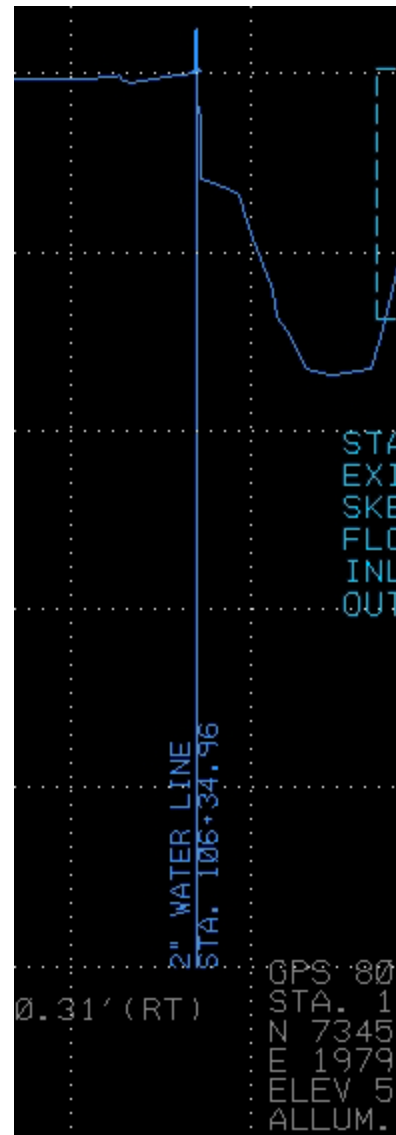 STA
EXI
SKE
FLO
INL
OUT
2" WATER LINE
STA. 106+34.96
0.31'(RT)
GPS 80
STA. 1
N 7345
E 1979
ELEV 5
ALLUM.